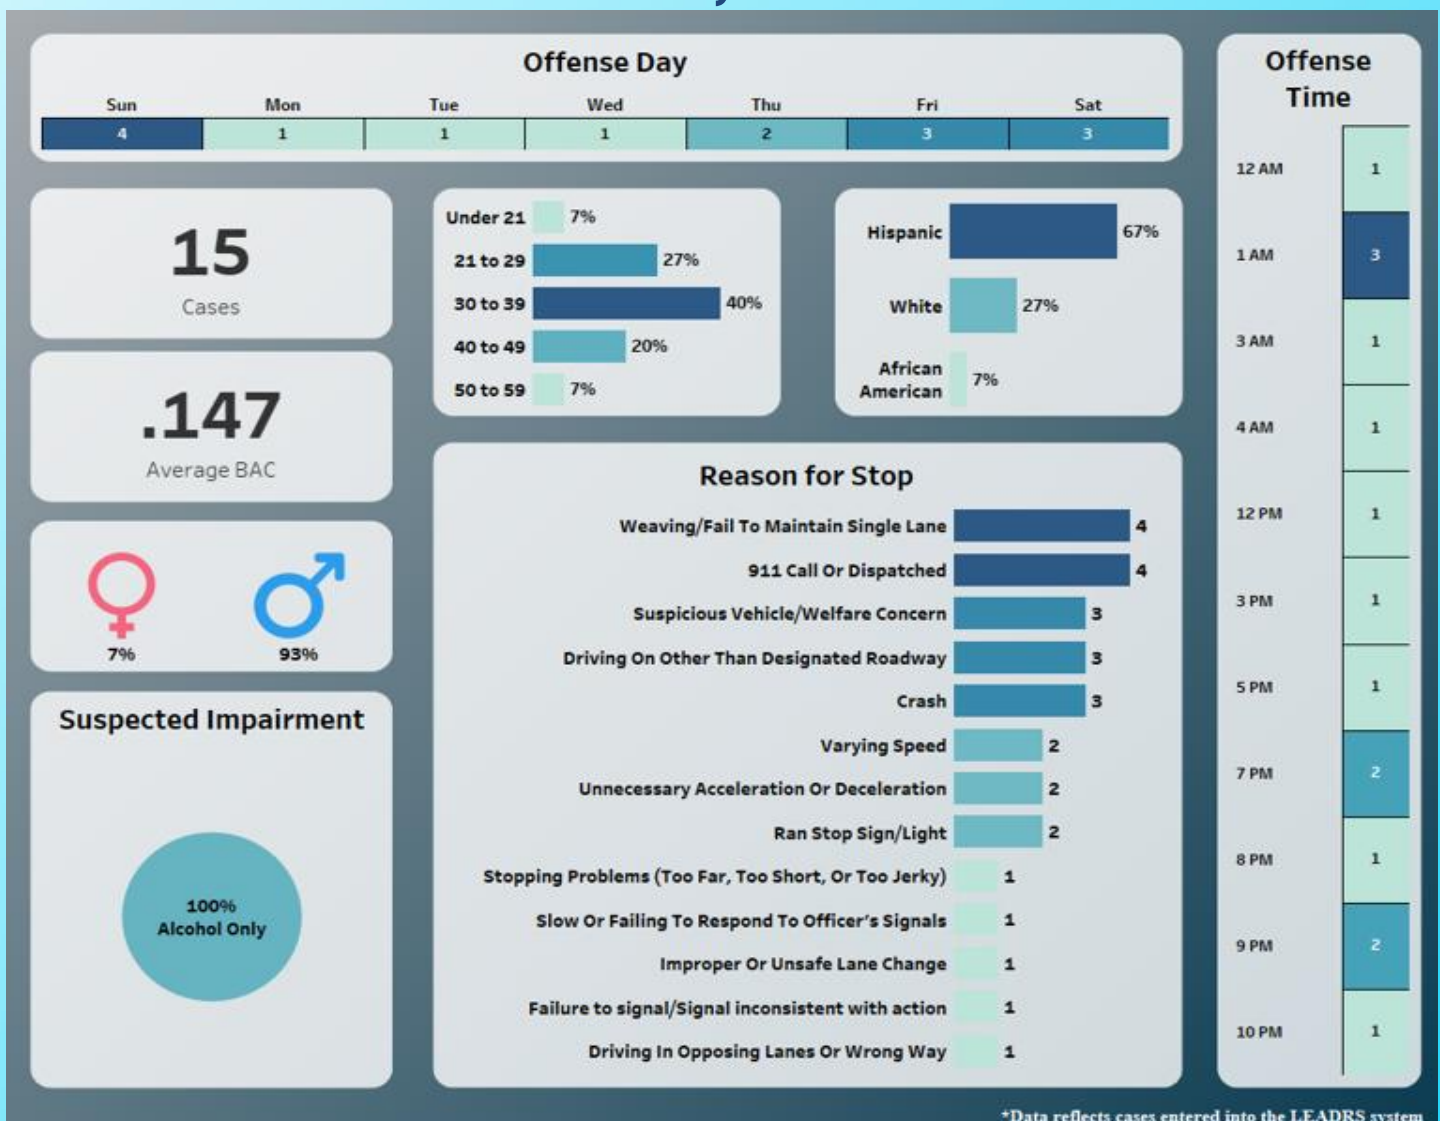 Offense Day
Sun Mon Tue Wed Thu Fri Sat
4 1 1 1 2 3 3
15
Cases
.147
Average BAC
7% 93%
Suspected Impairment
100%
Alcohol Only
Under 21 7%
21 to 29 27%
30 to 39 40%
40 to 49 20%
50 to 59 7%
Hispanic 67%
White 27%
African
American 7%
Reason for Stop
Weaving/Fail To Maintain Single Lane 4
911 Call Or Dispatched 4
Suspicious Vehicle/Welfare Concern 3
Driving On Other Than Designated Roadway 3
Crash 3
Varying Speed 2
Unnecessary Acceleration Or Deceleration 2
Ran Stop Sign/Light 2
Stopping Problems (Too Far, Too Short, Or Too Jerky) 1
Slow Or Failing To Respond To Officer's Signals 1
Improper Or Unsafe Lane Change 1
Failure to signal/Signal inconsistent with action 1
Driving In Opposing Lanes Or Wrong Way 1
Offense
Time
12 AM 1
1 AM 3
3 AM 1
4 AM 1
12 PM 1
3 PM 1
5 PM 1
7 PM 2
8 PM 1
9 PM 2
10 PM 1
*Data reflects cases entered into the LEADRS system